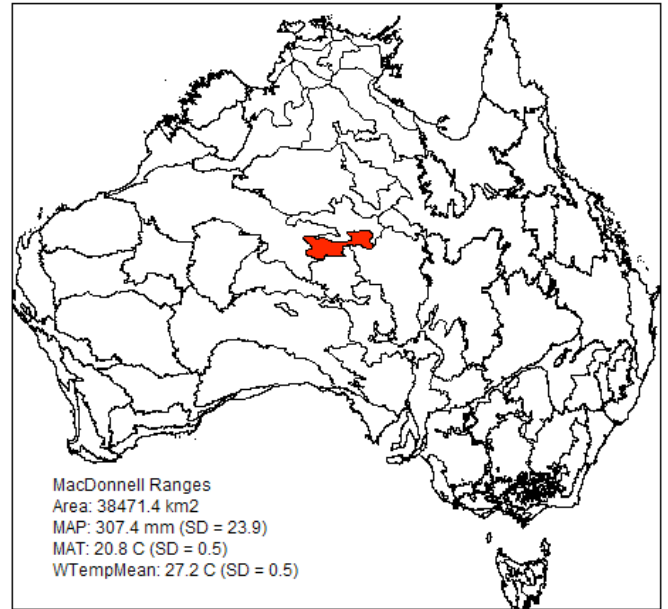 MacDonnell Ranges
Area: 38471.4 km2
MAP: 307.4 mm (SD = 23.9)
MAT: 20.8 C (SD = 0.5)
WTempMean: 27.2 C (SD = 0.5)